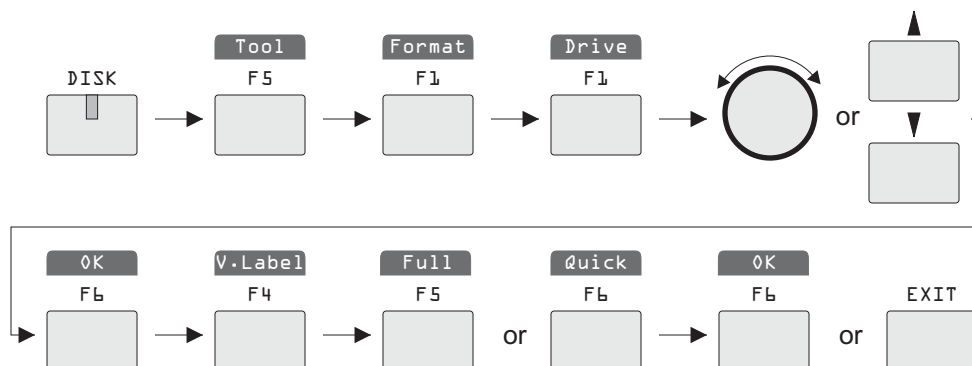 Tool Format Drive
DISK F5 F1 F1
or
OK V.Label Full Quick OK
F6 F4 F5 F6 F6 EXIT
or or